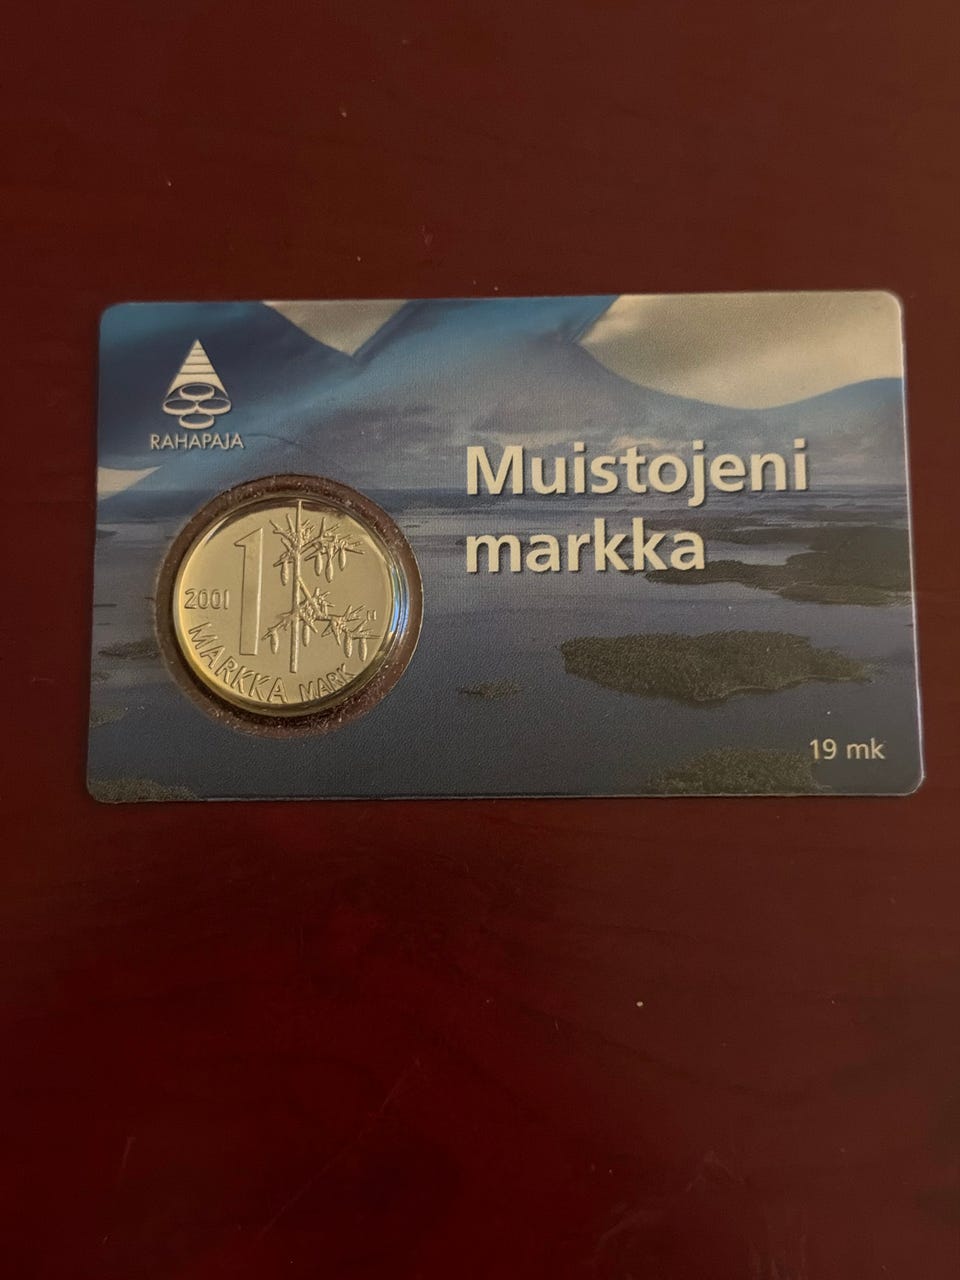 RAHAPAJA
Muistojeni
markka
1
2001
MARKKA MARK
19 mk